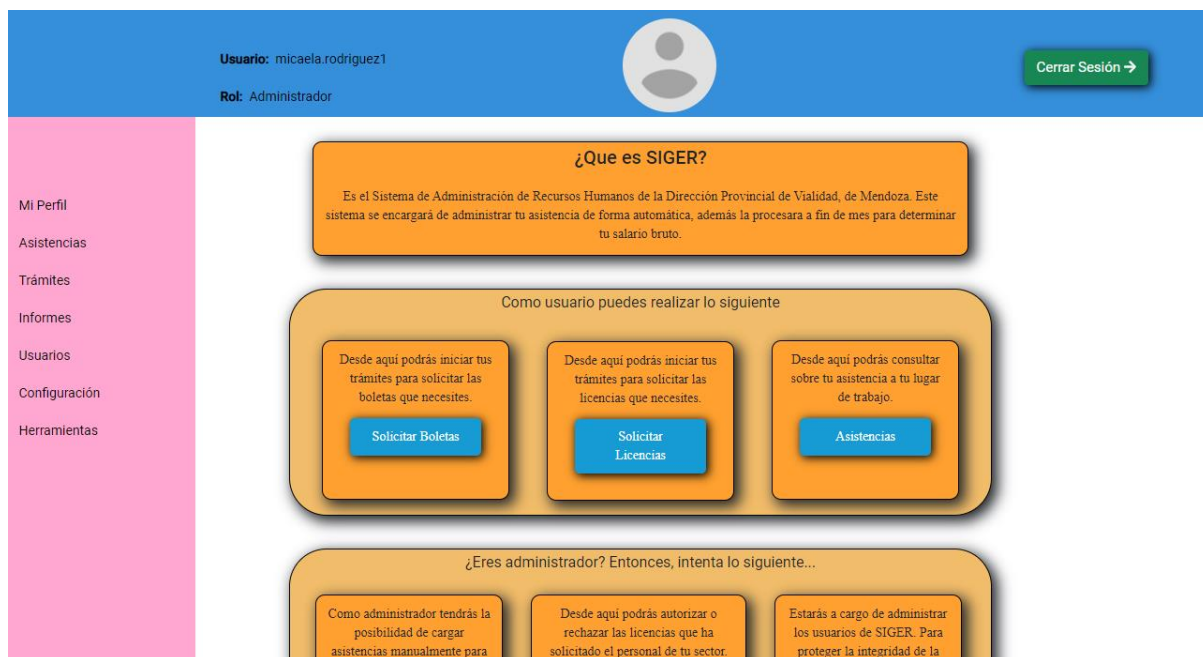 Usuario: micaela.rodriguez1
Rol: Administrador
Cerrar Sesión →
Mi Perfil
Asistencias
Trámites
Informes
Usuarios
Configuración
Herramientas
¿Que es SIGER?
Es el Sistema de Administración de Recursos Humanos de la Dirección Provincial de Vialidad, de Mendoza. Este
sistema se encargará de administrar tu asistencia de forma automática, además la procesara a fin de mes para determinar
tu salario bruto.
Como usuario puedes realizar lo siguiente
Desde aquí podrás iniciar tus
trámites para solicitar las
boletas que necesites.
Solicitar Boletas
Desde aquí podrás iniciar tus
trámites para solicitar las
licencias que necesites.
Solicitar
Licencias
Desde aquí podrás consultar
sobre tu asistencia a tu lugar
de trabajo.
Asistencias
¿Eres administrador? Entonces, intenta lo siguiente...
Como administrador tendrás la
posibilidad de cargar
asistencias manualmente para
Desde aquí podrás autorizar o
rechazar las licencias que ha
solicitado el personal de tu sector.
Estarás a cargo de administrar
los usuarios de SIGER. Para
proteger la integridad de la